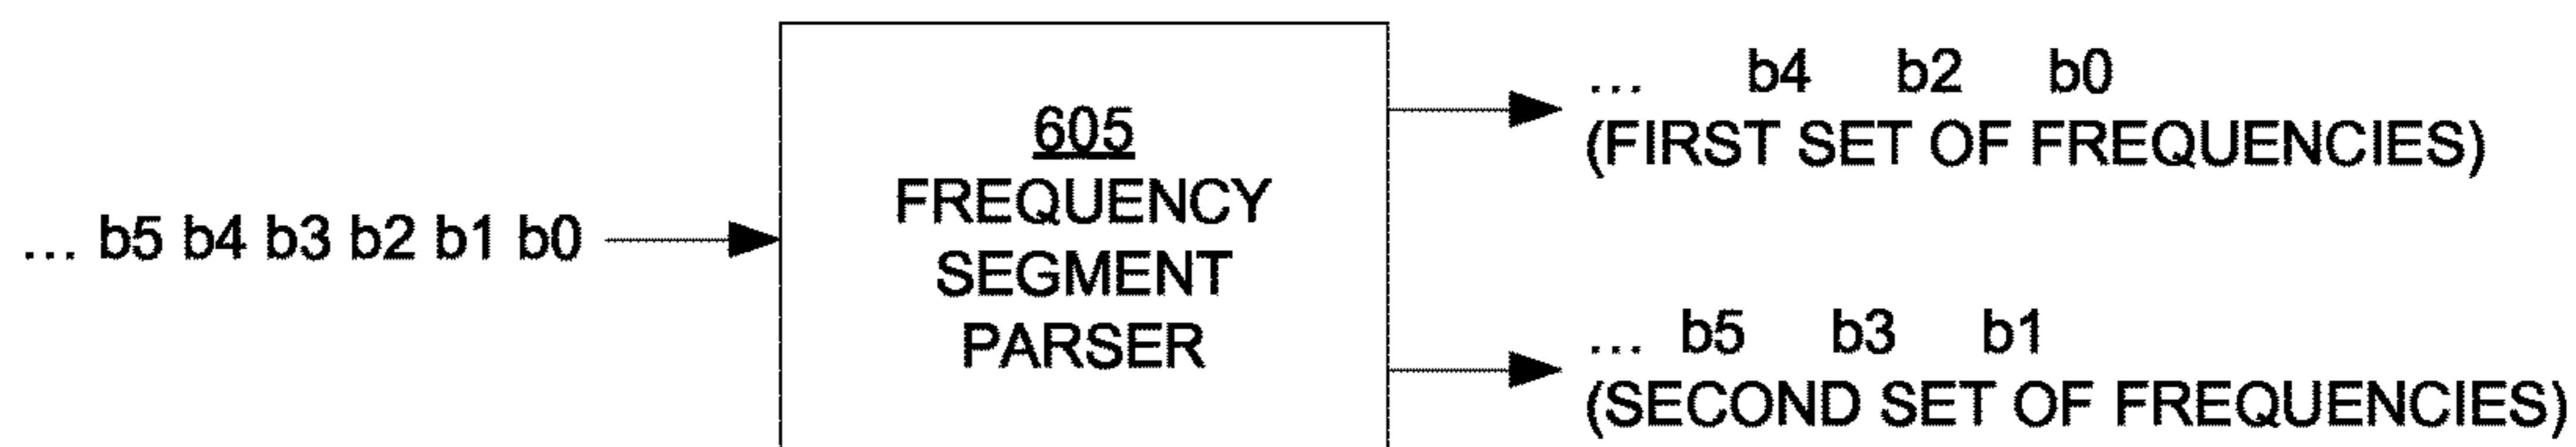 ... b5 b4 b3 b2 b1 b0
605
FREQUENCY
SEGMENT
PARSER
... b4 b2 b0
(FIRST SET OF FREQUENCIES)
... b5 b3 b1
(SECOND SET OF FREQUENCIES)